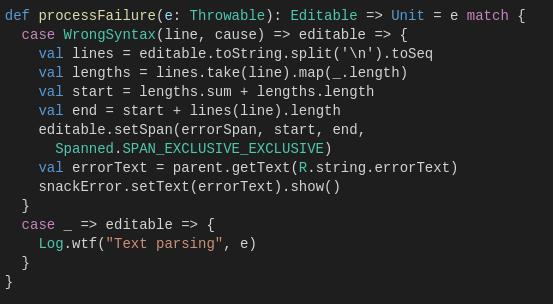 def processFailure(e: Throwable): Editable => Unit = e match {
  case WrongSyntax(line, cause) => editable => {
    val lines = editable.toString.split('\n').toSeq
    val lengths = lines.take(line).map(_.length)
    val start = lengths.sum + lengths.length
    val end = start + lines(line).length
    editable.setSpan(errorSpan, start, end,
      Spanned.SPAN_EXCLUSIVE_EXCLUSIVE)
    val errorText = parent.getText(R.string.errorText)
    snackError.setText(errorText).show()
  }
  case _ => editable => {
    Log.wtf("Text parsing", e)
  }
}